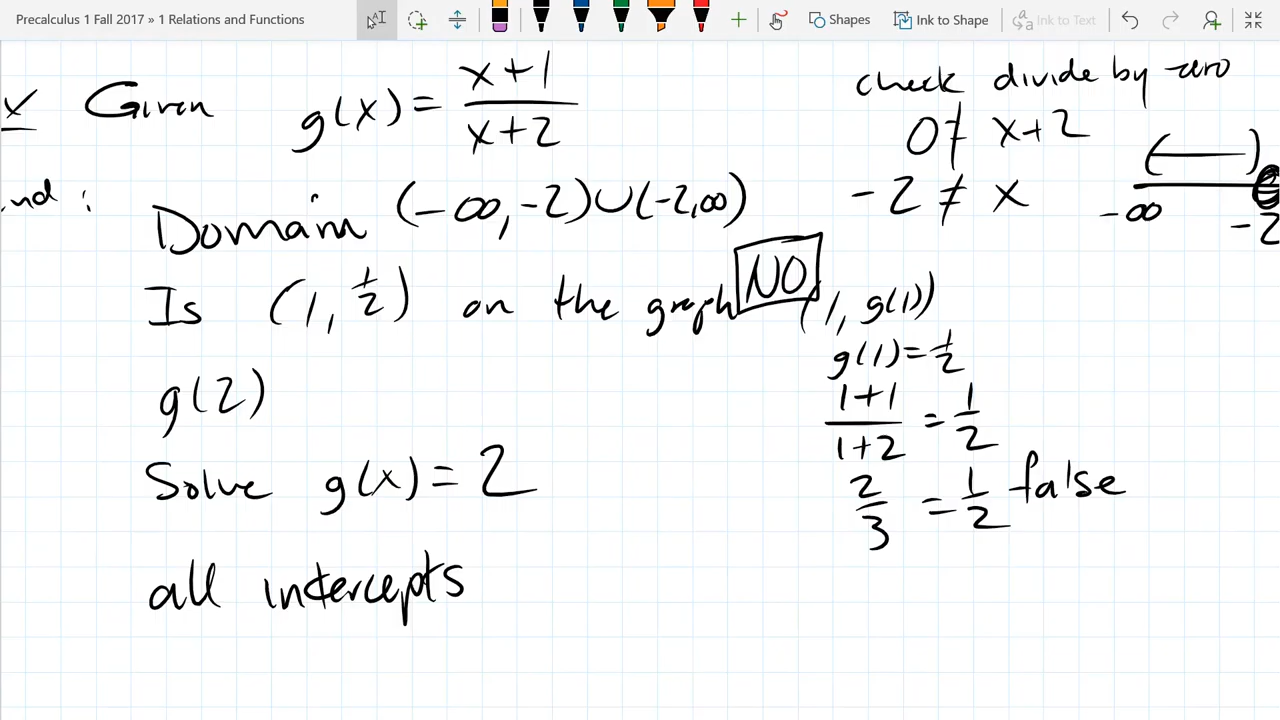 Precalculus 1 Fall 2017 » 1 Relations and Functions
Shapes
Ink to Shape
Ink to Text
x Given g(x) = x+1 / x+2
nd : Domain (-∞,-2)∪(-2,∞)
Is (1, 1/2) on the graph NO
g(2)
Solve g(x) = 2
all intercepts
check divide by zero
0 ≠ x+2
-2 ≠ x
( )
-∞ -2
(1, g(1))
g(1) = 1/2
1+1 / 1+2 = 1/2
2/3 = 1/2 false